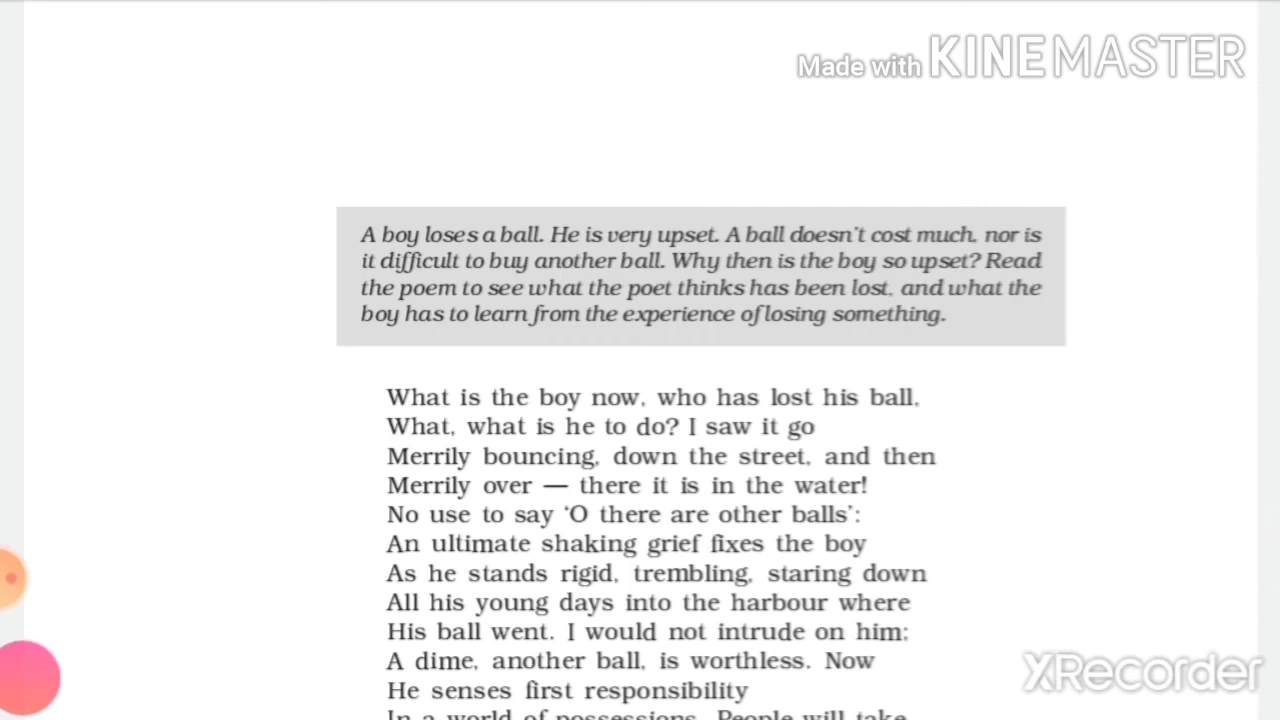 Made with KINEMASTER
A boy loses a ball. He is very upset. A ball doesn't cost much, nor is
it difficult to buy another ball. Why then is the boy so upset? Read
the poem to see what the poet thinks has been lost, and what the
boy has to learn from the experience of losing something.
What is the boy now, who has lost his ball,
What, what is he to do? I saw it go
Merrily bouncing, down the street, and then
Merrily over — there it is in the water!
No use to say ‘O there are other balls’:
An ultimate shaking grief fixes the boy
As he stands rigid, trembling, staring down
All his young days into the harbour where
His ball went. I would not intrude on him;
A dime, another ball, is worthless. Now
He senses first responsibility
In a world of possessions. People will take
XRecorder